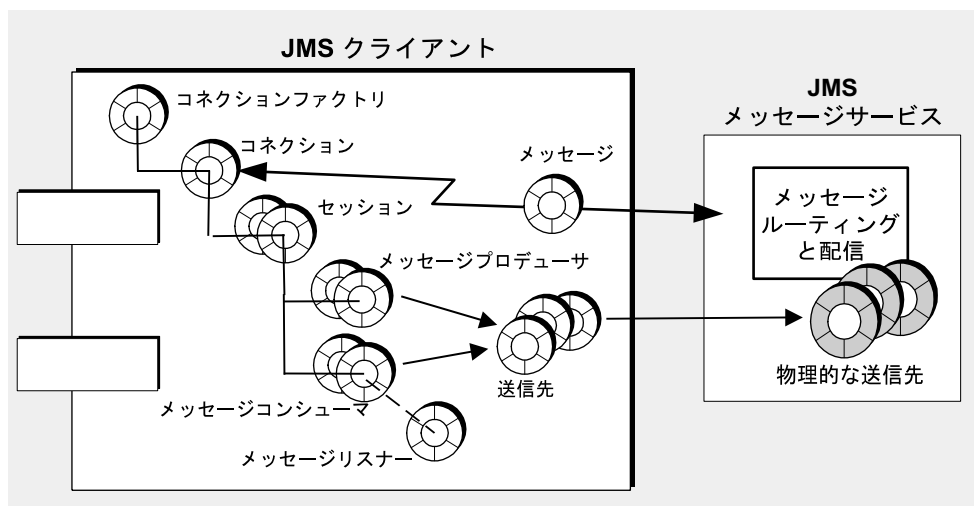 JMS クライアント
コネクションファクトリ
コネクション
メッセージ
セッション
メッセージプロデューサ
送信先
メッセージコンシューマ
メッセージリスナー
JMS
メッセージサービス
メッセージ
ルーティング
と配信
物理的な送信先